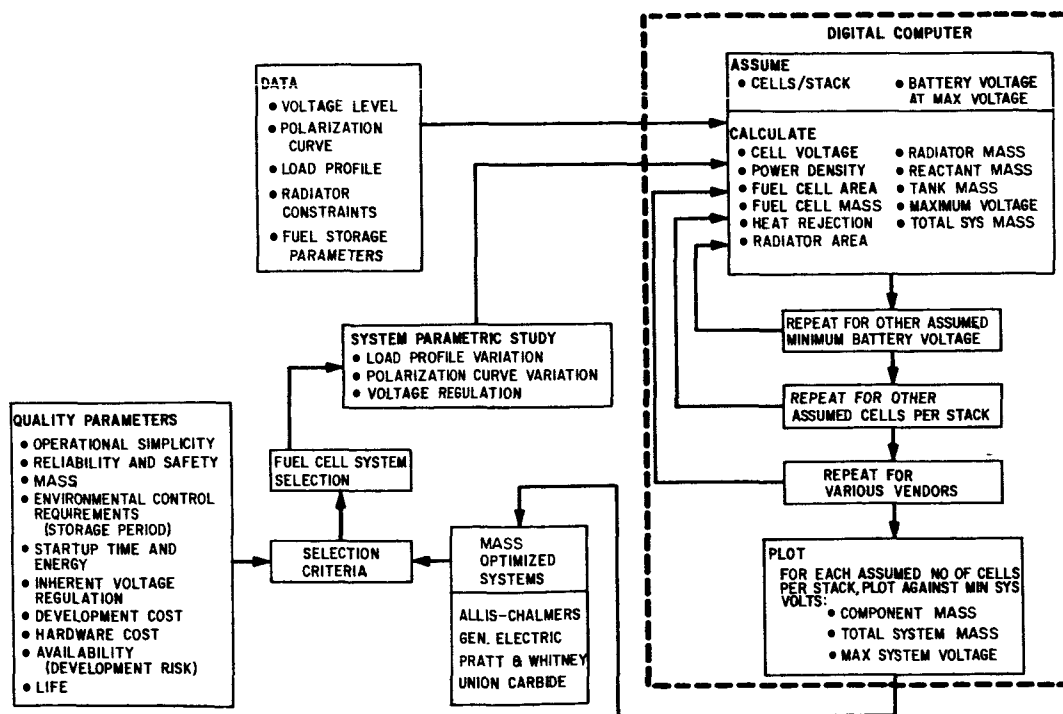 DIGITAL COMPUTER
DATA
• VOLTAGE LEVEL
• POLARIZATION
CURVE
• LOAD PROFILE
• RADIATOR
CONSTRAINTS
• FUEL STORAGE
PARAMETERS
ASSUME
• CELLS/STACK
• BATTERY VOLTAGE
AT MAX VOLTAGE
CALCULATE
• CELL VOLTAGE
• POWER DENSITY
• FUEL CELL AREA
• FUEL CELL MASS
• HEAT REJECTION
• RADIATOR AREA
• RADIATOR MASS
• REACTANT MASS
• TANK MASS
• MAXIMUM VOLTAGE
• TOTAL SYS MASS
REPEAT FOR OTHER ASSUMED
MINIMUM BATTERY VOLTAGE
REPEAT FOR OTHER
ASSUMED CELLS PER STACK
REPEAT FOR
VARIOUS VENDORS
PLOT
FOR EACH ASSUMED NO OF CELLS
PER STACK, PLOT AGAINST MIN SYS
VOLTS:
• COMPONENT MASS
• TOTAL SYSTEM MASS
• MAX SYSTEM VOLTAGE
SYSTEM PARAMETRIC STUDY
• LOAD PROFILE VARIATION
• POLARIZATION CURVE VARIATION
• VOLTAGE REGULATION
QUALITY PARAMETERS
• OPERATIONAL SIMPLICITY
• RELIABILITY AND SAFETY
• MASS
• ENVIRONMENTAL CONTROL
REQUIREMENTS
(STORAGE PERIOD)
• STARTUP TIME AND
ENERGY
• INHERENT VOLTAGE
REGULATION
• DEVELOPMENT COST
• HARDWARE COST
• AVAILABILITY
(DEVELOPMENT RISK)
• LIFE
FUEL CELL SYSTEM
SELECTION
SELECTION
CRITERIA
MASS
OPTIMIZED
SYSTEMS
ALLIS-CHALMERS
GEN. ELECTRIC
PRATT & WHITNEY
UNION CARBIDE